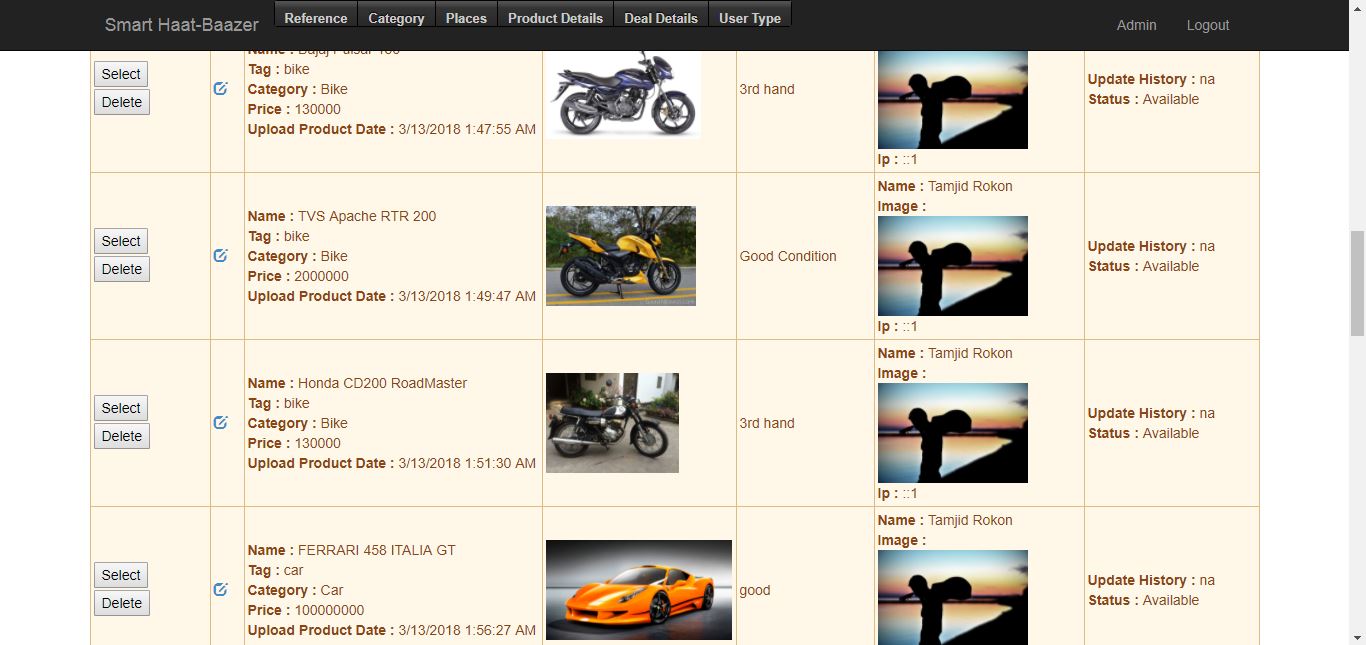 Smart Haat-Baazer
Reference Category Places Product Details Deal Details User Type
Admin Logout
Select
Delete
Name : Bajaj Pulsar 180
Tag : bike
Category : Bike
Price : 130000
Upload Product Date : 3/13/2018 1:47:55 AM
3rd hand
Ip : ::1
Update History : na
Status : Available
Select
Delete
Name : TVS Apache RTR 200
Tag : bike
Category : Bike
Price : 2000000
Upload Product Date : 3/13/2018 1:49:47 AM
Good Condition
Name : Tamjid Rokon
Image :
Ip : ::1
Update History : na
Status : Available
Select
Delete
Name : Honda CD200 RoadMaster
Tag : bike
Category : Bike
Price : 130000
Upload Product Date : 3/13/2018 1:51:30 AM
3rd hand
Name : Tamjid Rokon
Image :
Ip : ::1
Update History : na
Status : Available
Select
Delete
Name : FERRARI 458 ITALIA GT
Tag : car
Category : Car
Price : 100000000
Upload Product Date : 3/13/2018 1:56:27 AM
good
Name : Tamjid Rokon
Image :
Update History : na
Status : Available